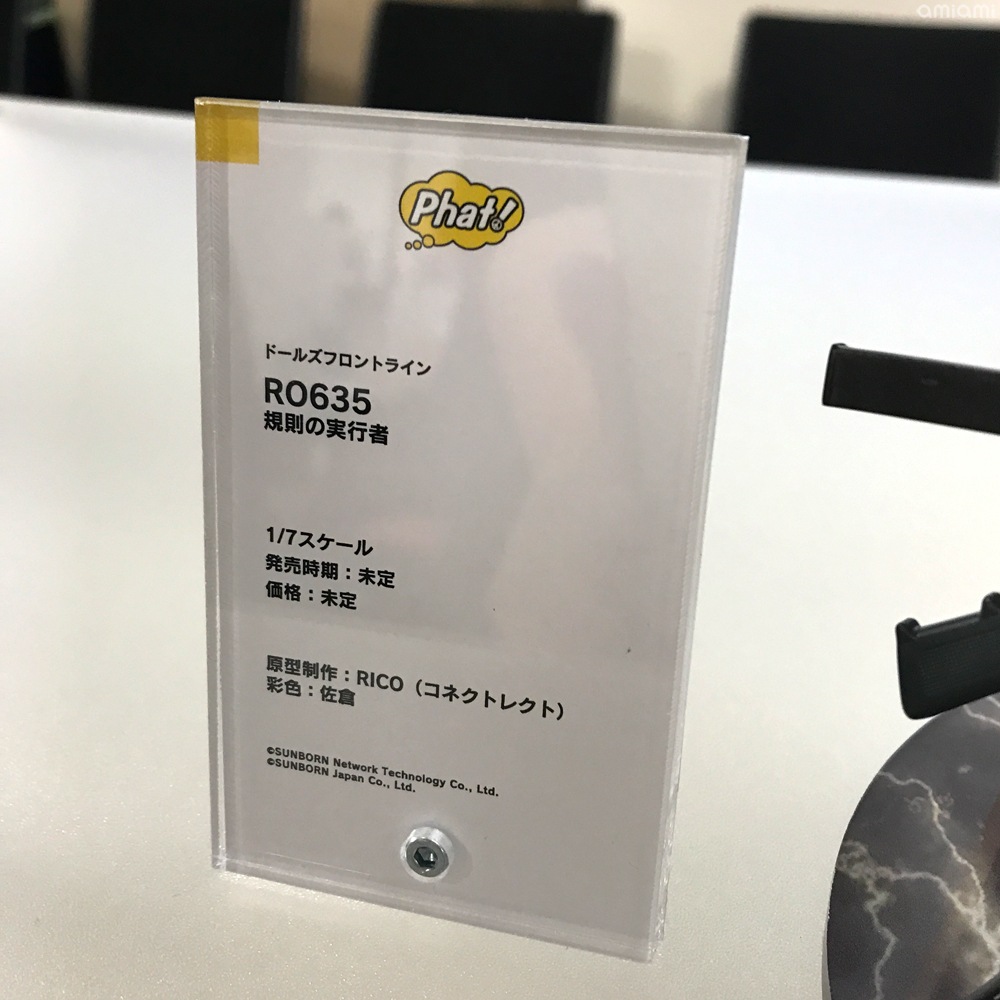 amiami
Phat!
ドールズフロントライン
RO635
規則の実行者
1/7スケール
発売時期：未定
価格：未定
原型制作：RICO（コネクトレクト）
彩色：佐倉
©SUNBORN Network Technology Co., Ltd.
©SUNBORN Japan Co., Ltd.